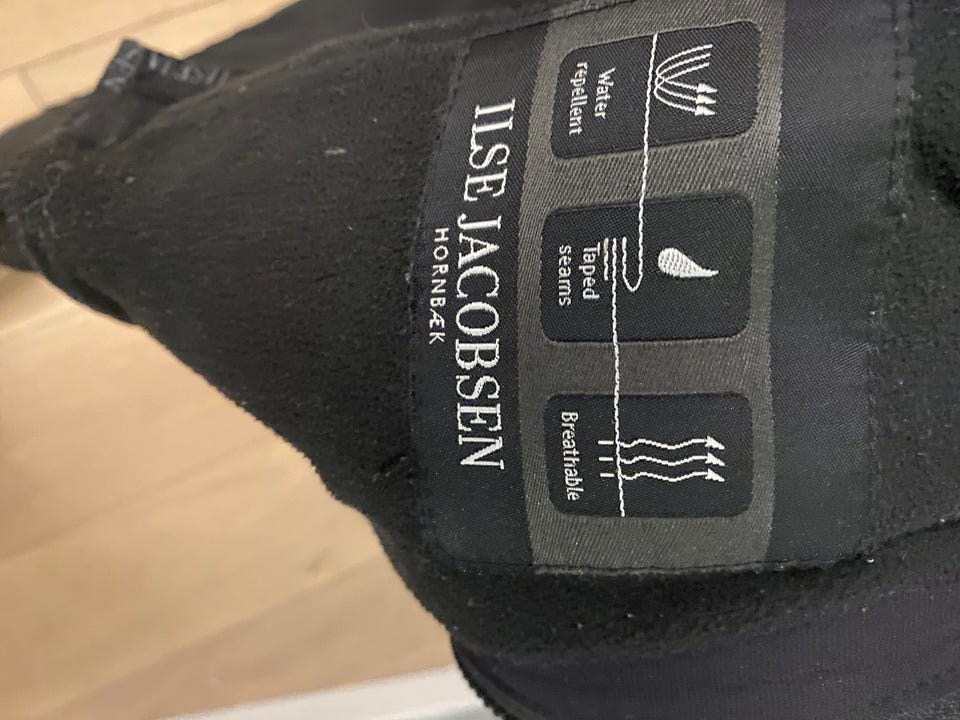 Water
repellent
Taped
seams
Breathable
ILSE JACOBSEN
HORNBÆK